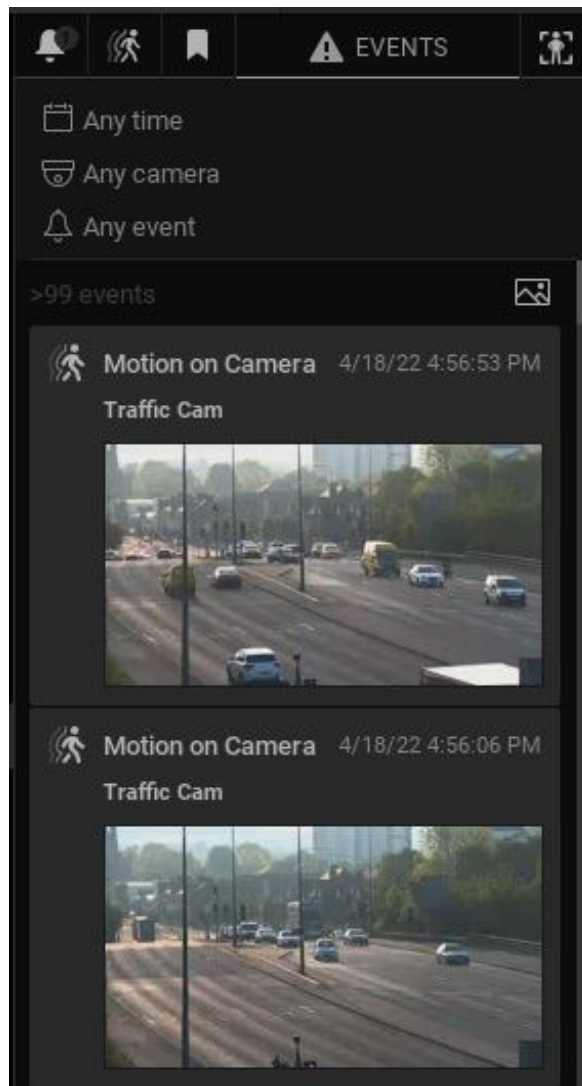 EVENTS
Any time
Any camera
Any event
>99 events
Motion on Camera 4/18/22 4:56:53 PM
Traffic Cam
Motion on Camera 4/18/22 4:56:06 PM
Traffic Cam